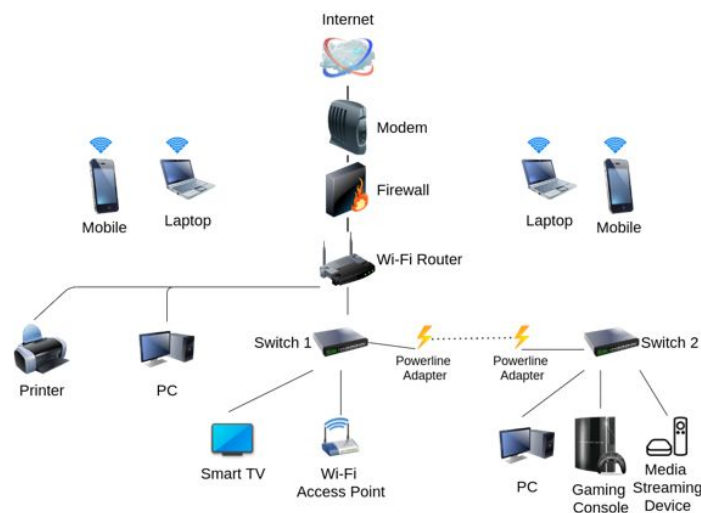 Internet
Modem
Firewall
Mobile
Laptop
Laptop
Mobile
Wi-Fi Router
Printer
PC
Switch 1
Powerline
Adapter
Powerline
Adapter
Switch 2
Smart TV
Wi-Fi
Access Point
PC
Gaming
Console
Media
Streaming
Device